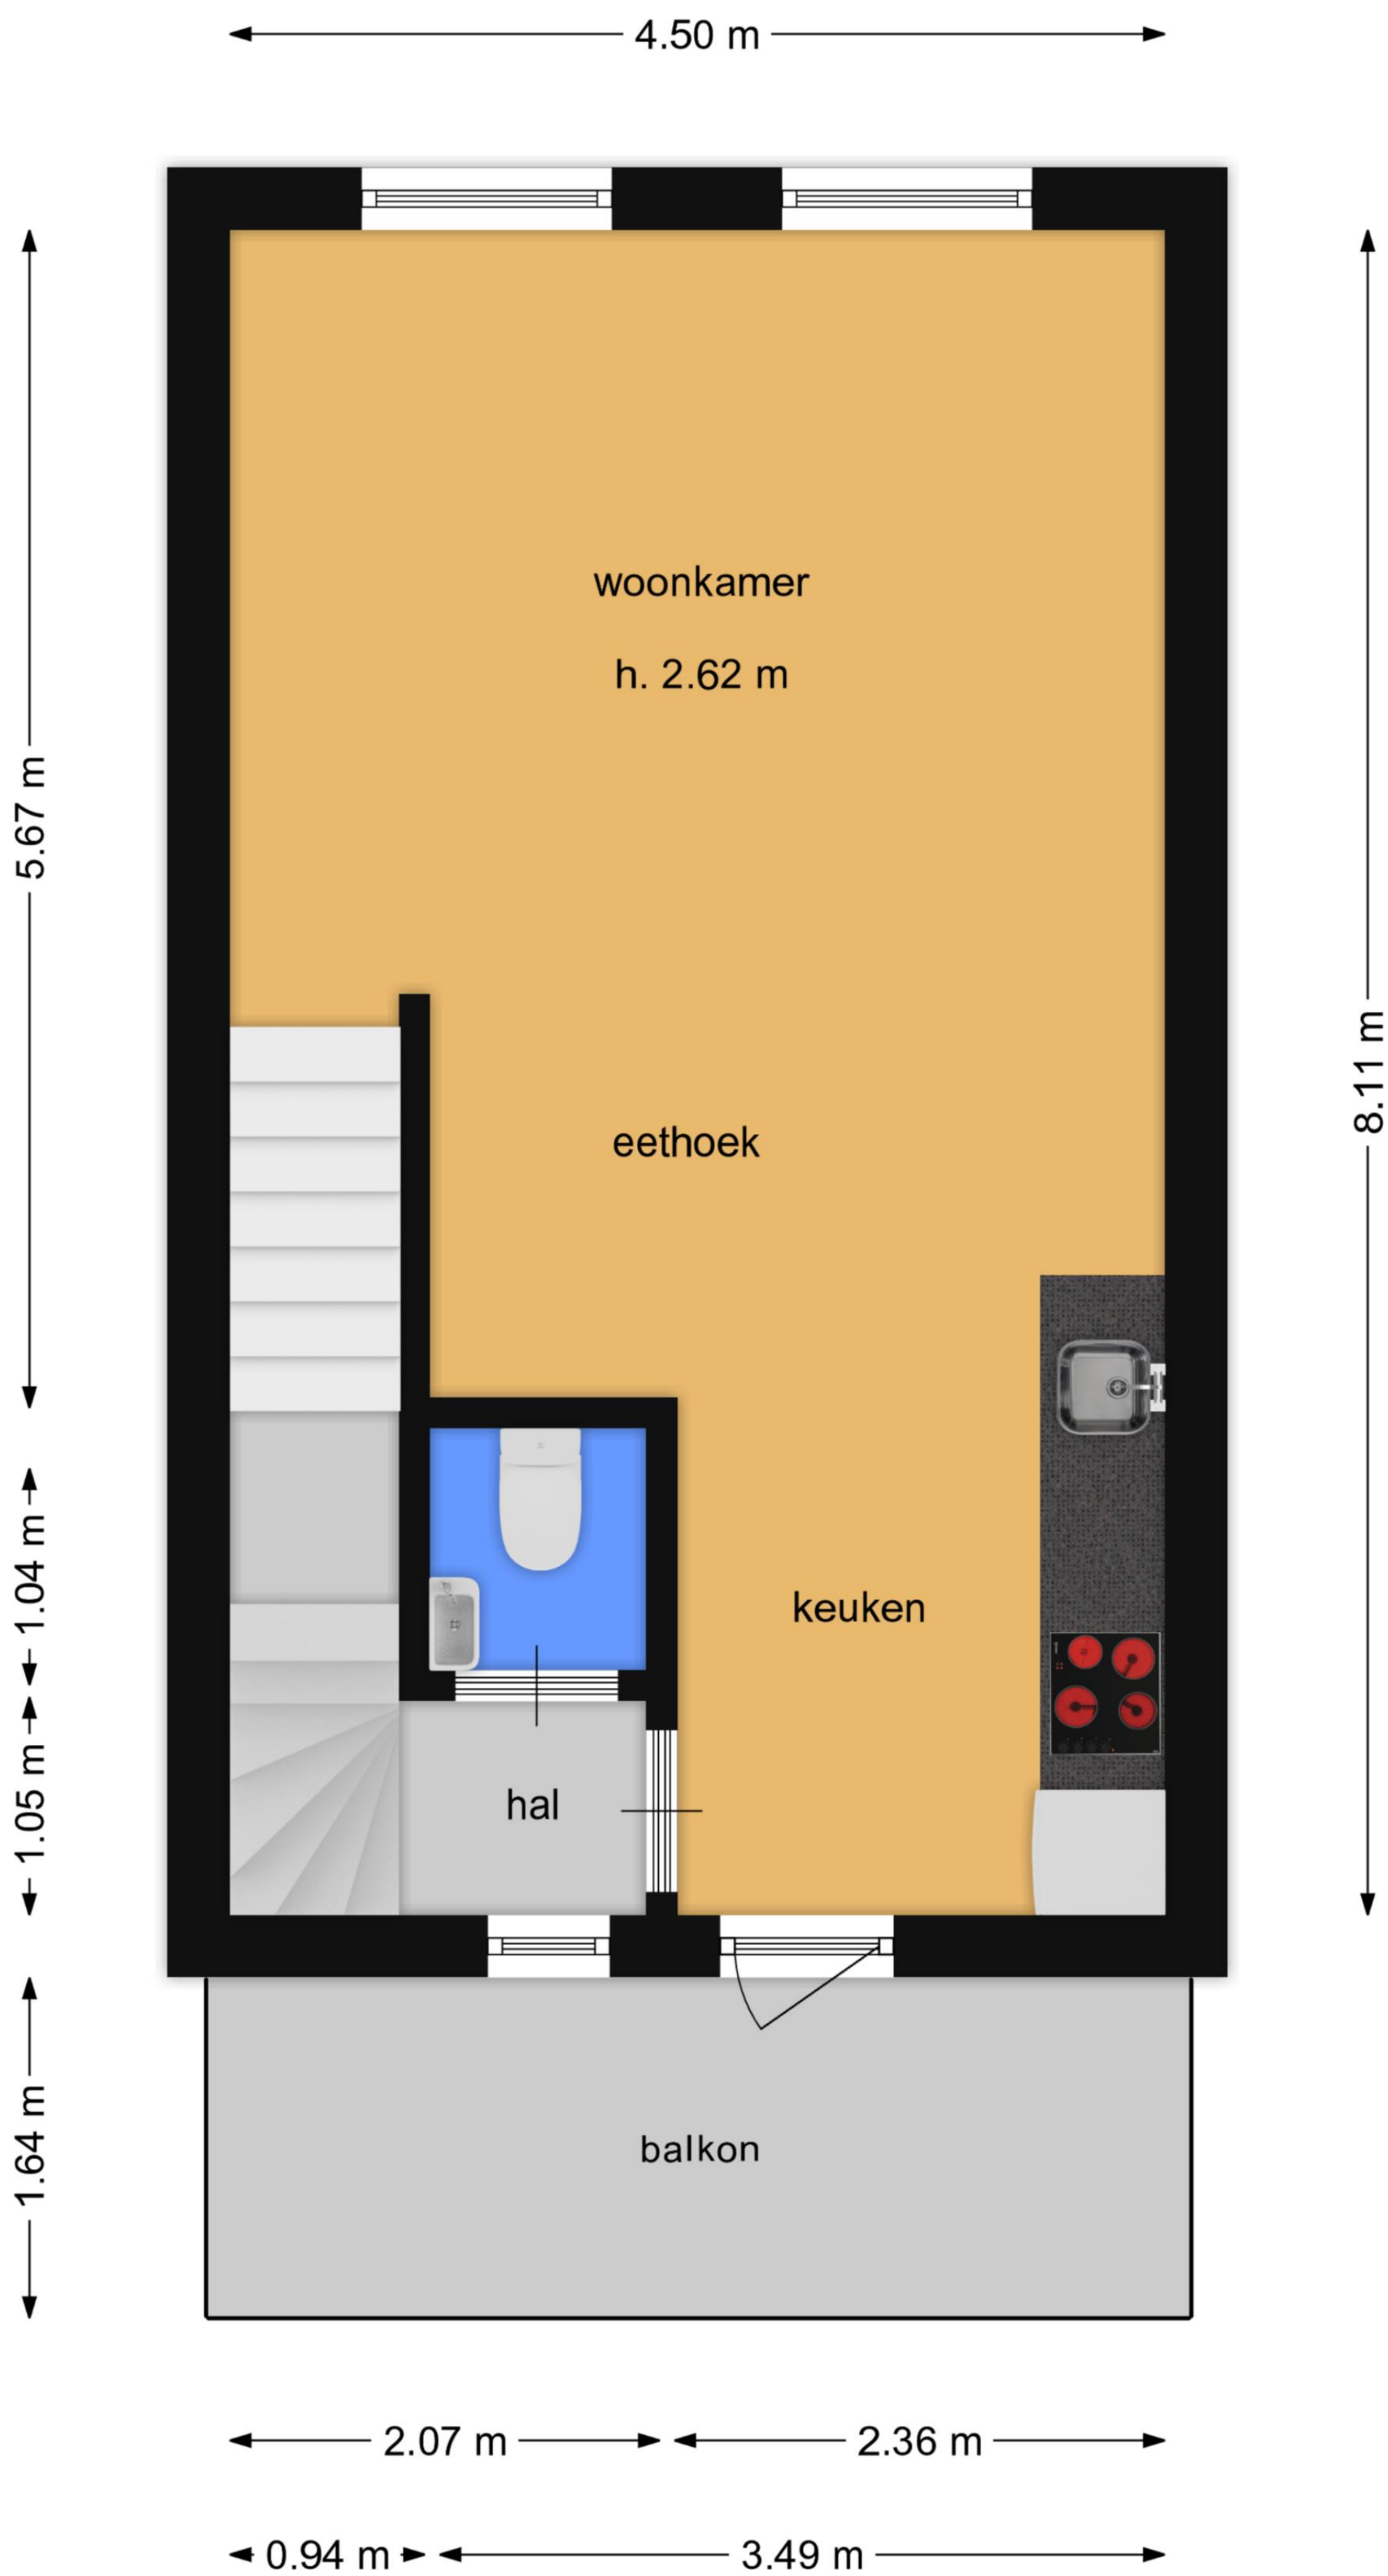 4.50 m
woonkamer
h. 2.62 m
5.67 m
8.11 m
eethoek
1.04 m
keuken
1.05 m
hal
1.64 m
balkon
2.07 m
2.36 m
0.94 m
3.49 m